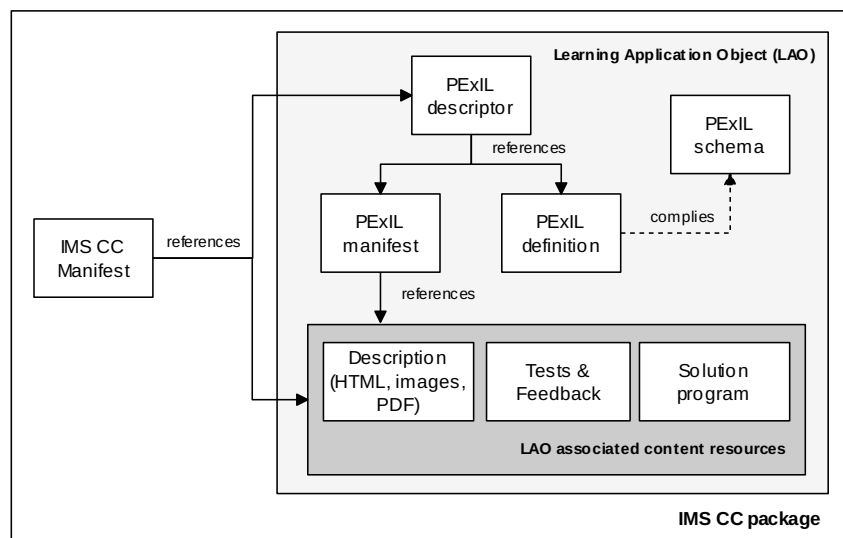 Learning Application Object (LAO)
PExIL
descriptor
references
PExIL
schema
PExIL
manifest
PExIL
definition
complies
IMS CC
Manifest
references
references
Description
(HTML, images,
PDF)
Tests &
Feedback
Solution
program
LAO associated content resources
IMS CC package